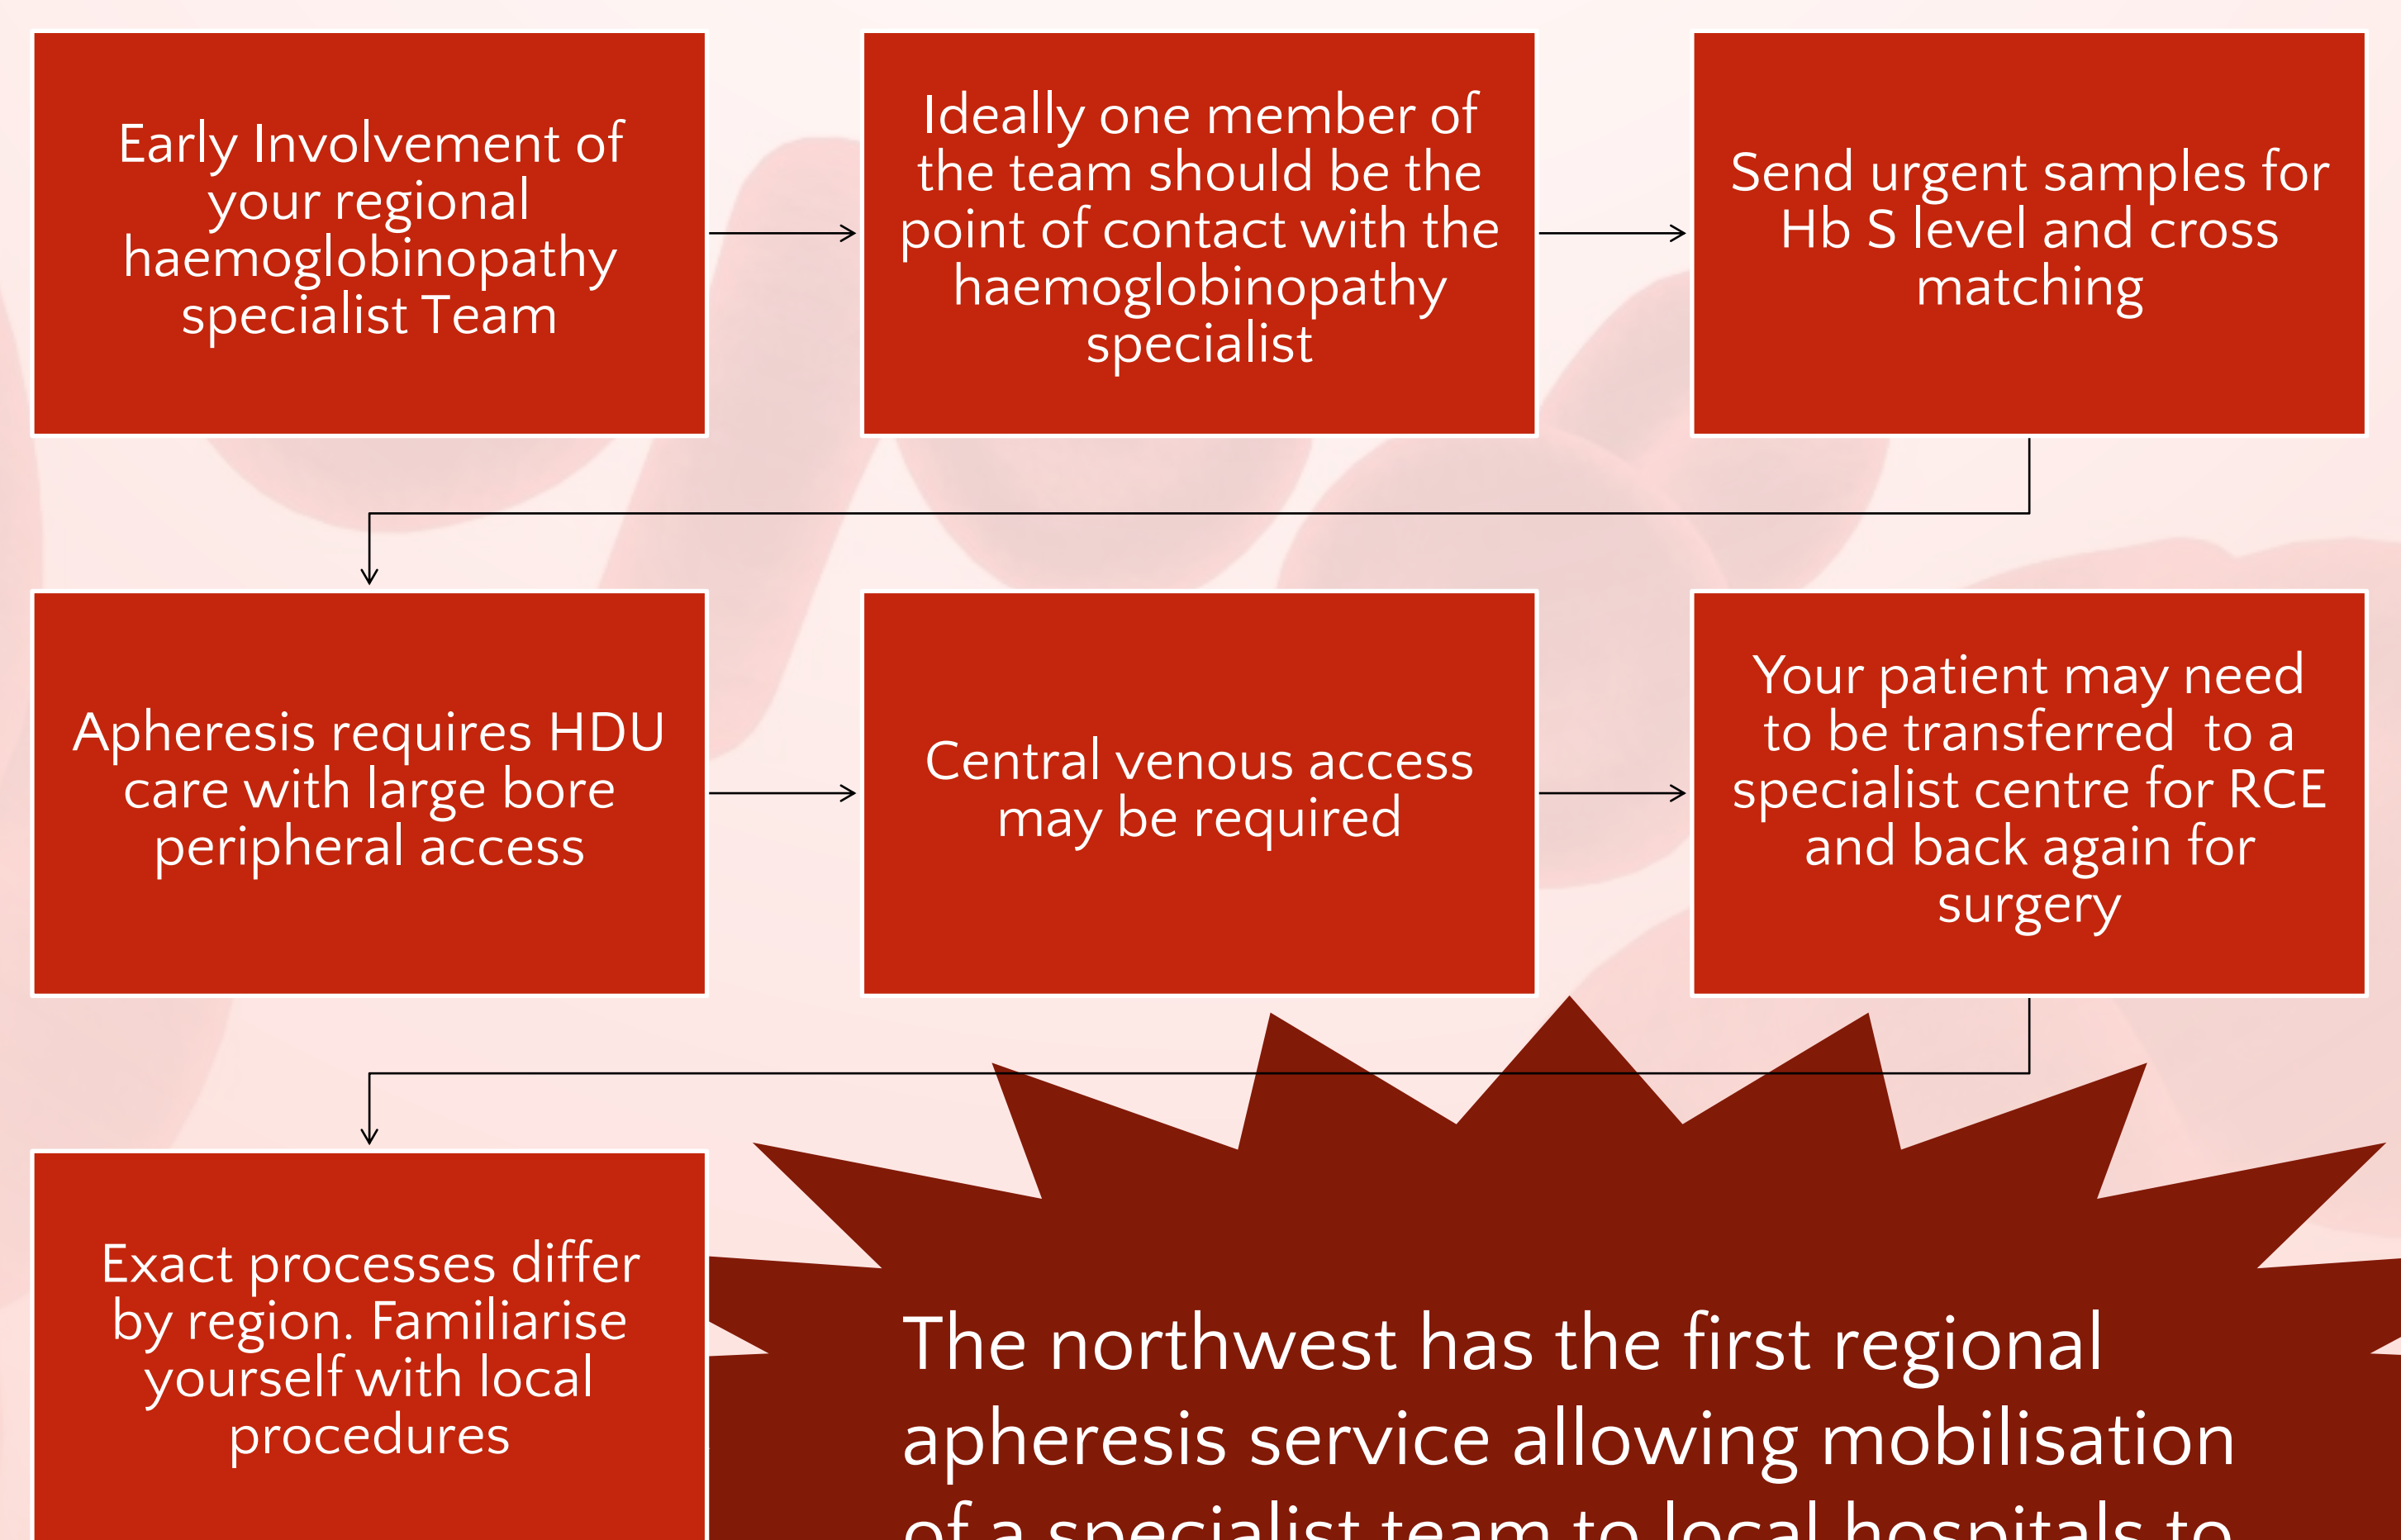 Early Involvement of
your regional
haemoglobinopathy
specialist Team
Ideally one member of
the team should be the
point of contact with the
haemoglobinopathy
specialist
Send urgent samples for
Hb S level and cross
matching
Apheresis requires HDU
care with large bore
peripheral access
Central venous access
may be required
Your patient may need
to be transferred  to a
specialist centre for RCE
and back again for
surgery
Exact processes differ
by region. Familiarise
yourself with local
procedures
The northwest has the first regional
apheresis service allowing mobilisation
of a specialist team to local hospitals to